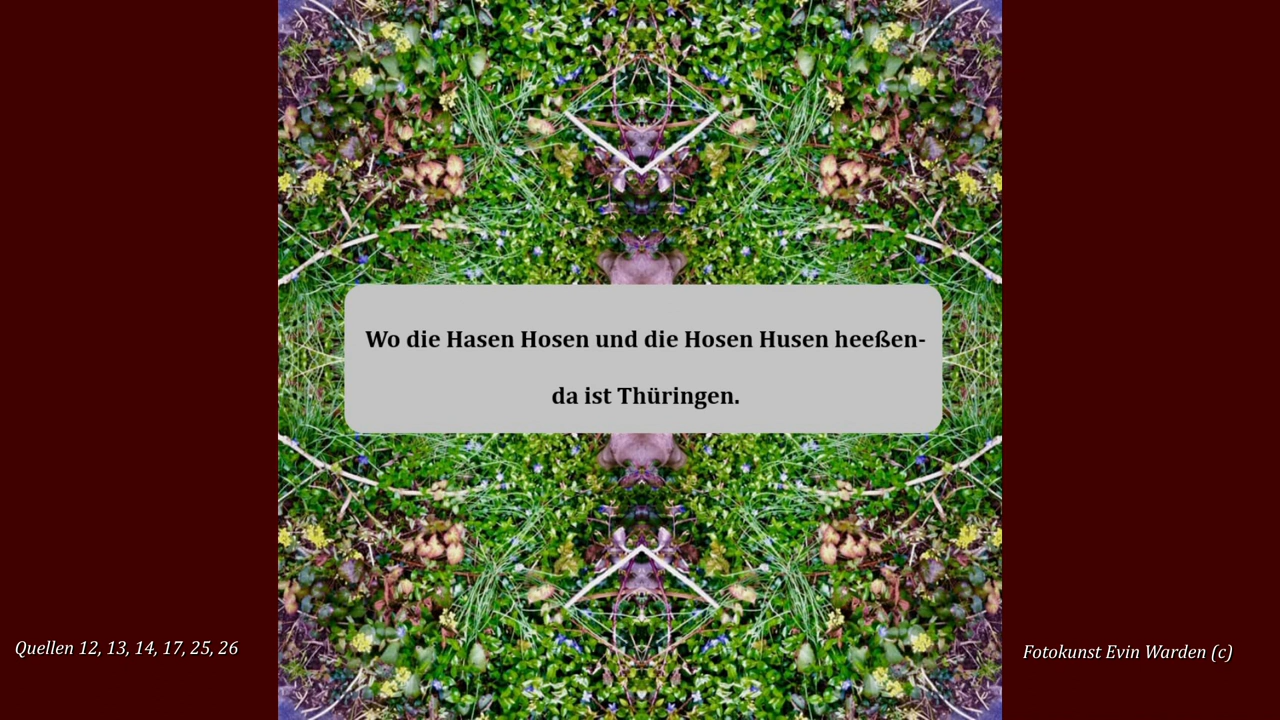 Wo die Hasen Hosen und die Hosen Husen heeßen-
da ist Thüringen.
Quellen 12, 13, 14, 17, 25, 26
Fotokunst Evin Warden (c)